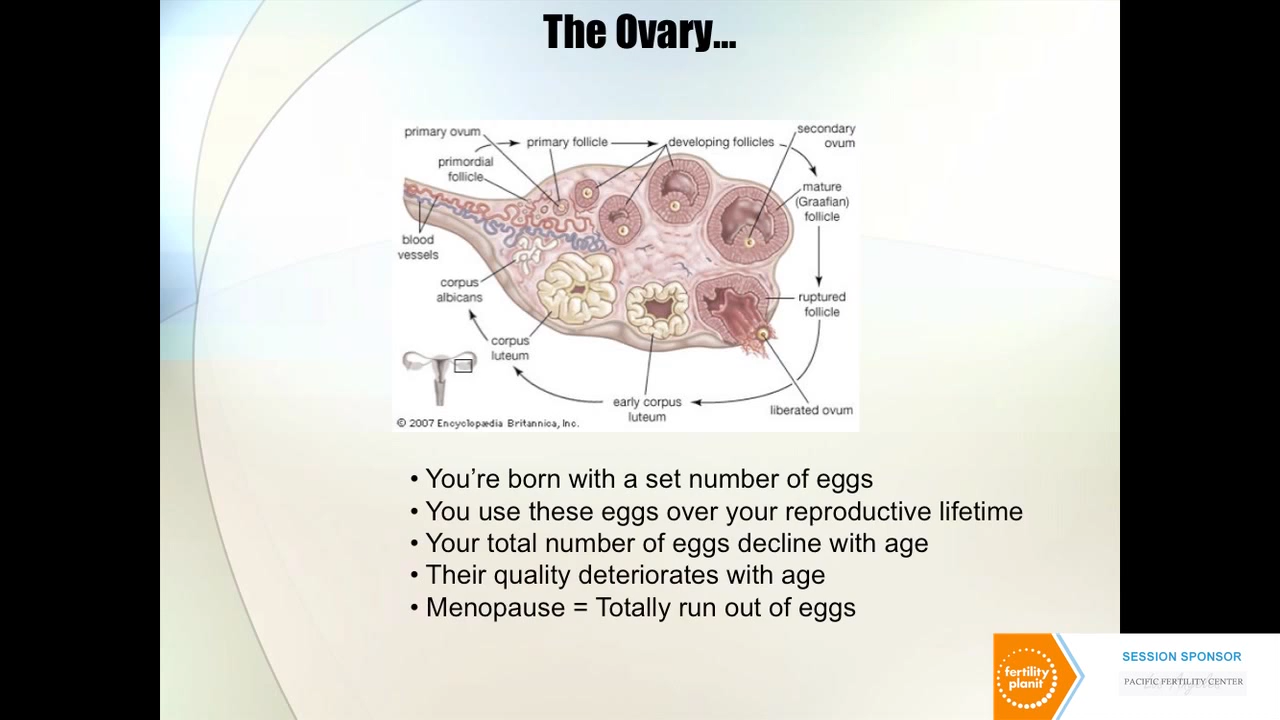 The Ovary...
primary ovum
primary follicle
developing follicles
secondary
ovum
primordial
follicle
mature
(Graafian)
follicle
blood
vessels
corpus
albicans
ruptured
follicle
corpus
luteum
early corpus
luteum
liberated ovum
© 2007 Encyclopædia Britannica, Inc.
• You’re born with a set number of eggs
• You use these eggs over your reproductive lifetime
• Your total number of eggs decline with age
• Their quality deteriorates with age
• Menopause = Totally run out of eggs
fertility
planit
SESSION SPONSOR
PACIFIC FERTILITY CENTER
Los Angeles